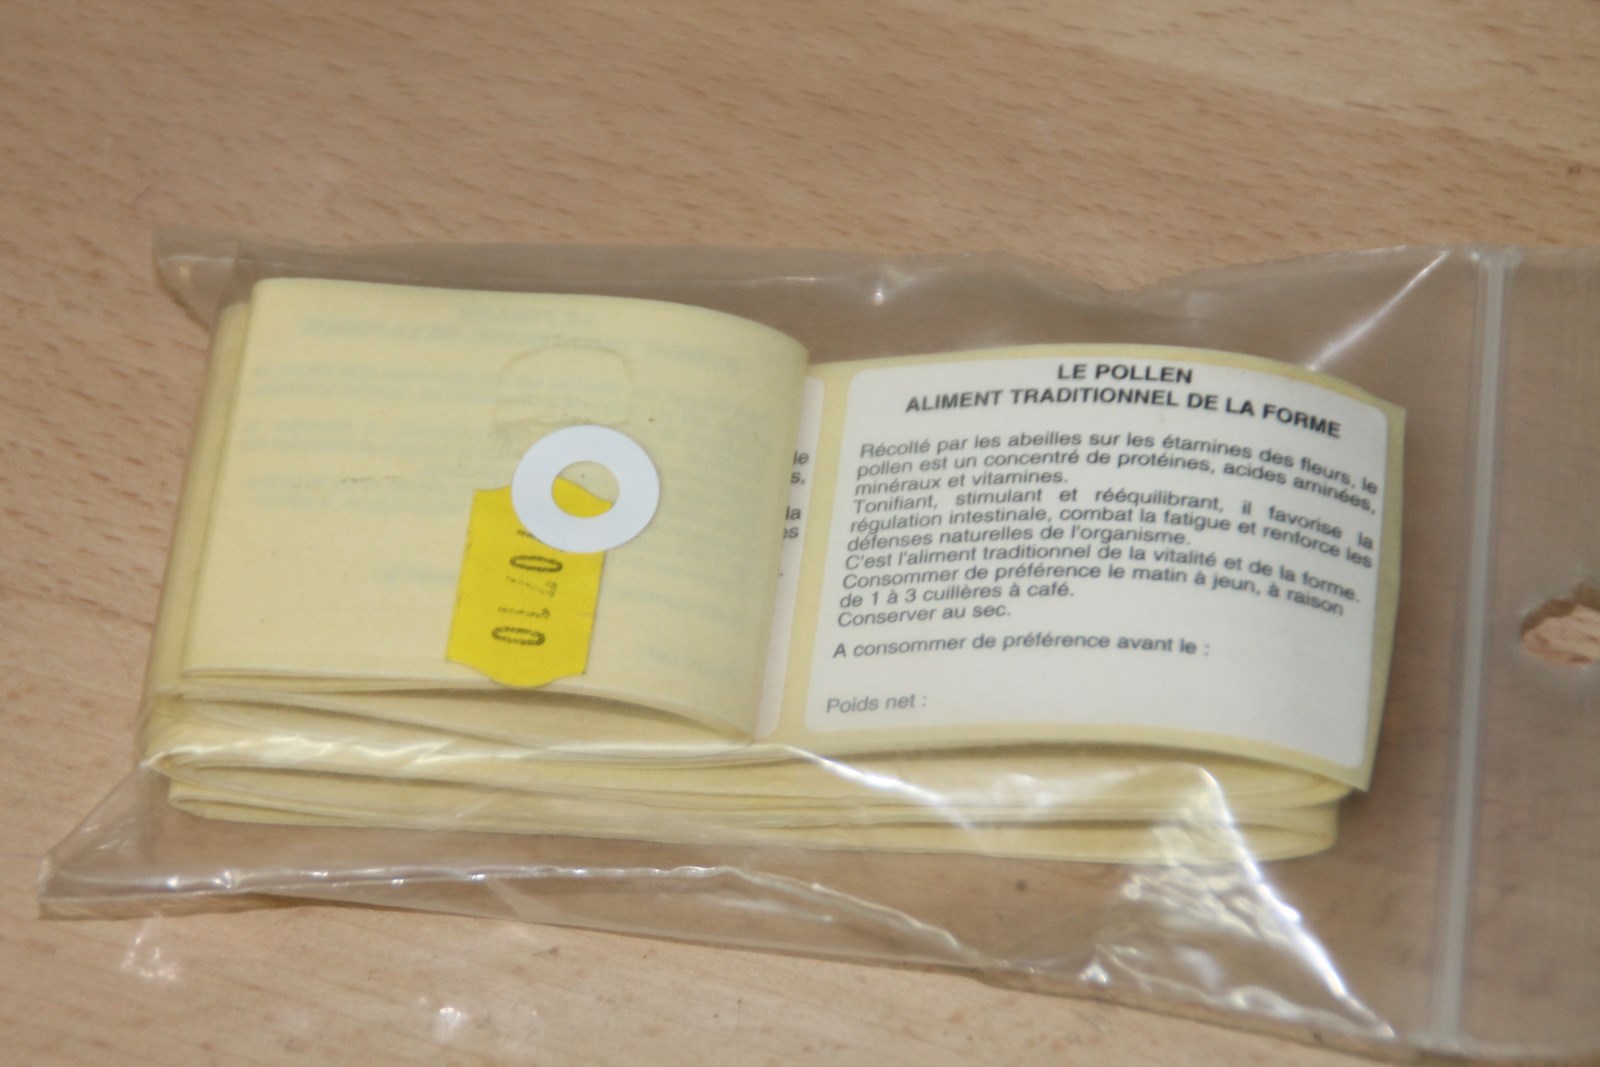 LE POLLEN
ALIMENT TRADITIONNEL DE LA FORME
Récolté par les abeilles sur les étamines des fleurs, le
pollen est un concentré de protéines, acides aminées,
minéraux et vitamines.
Tonifiant, stimulant et rééquilibrant, il favorise la
régulation intestinale, combat la fatigue et renforce les
défenses naturelles de l'organisme.
C'est l'aliment traditionnel de la vitalité et de la forme.
Consommer de préférence le matin à jeun, à raison
de 1 à 3 cuillères à café.
Conserver au sec.
A consommer de préférence avant le :
Poids net :